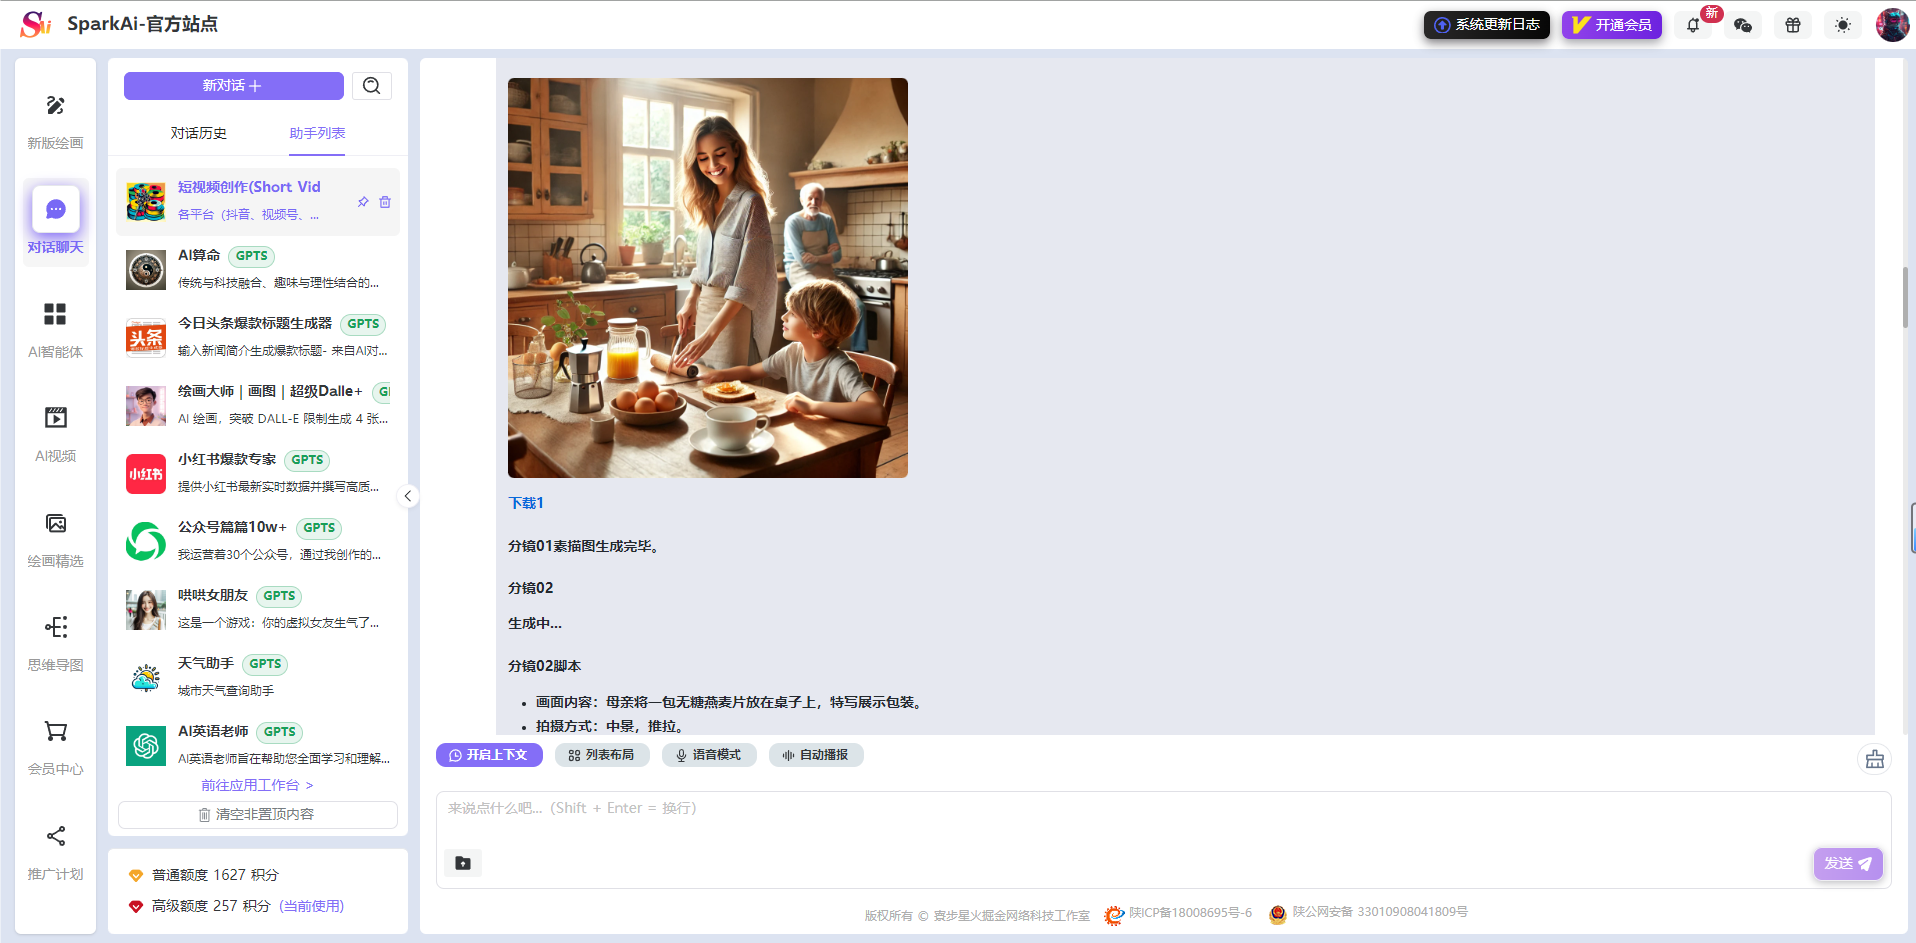 SparkAi-官方站点
系统更新日志
开通会员
新
新版绘画
对话聊天
AI智能体
AI视频
绘画精选
思维导图
会员中心
推广计划
新对话
对话历史
助手列表
短视频创作(Short Vid
各平台（抖音、视频号、...
AI算命 GPTS
传统与科技融合、趣味与理性结合的...
今日头条爆款标题生成器 GPTS
头条
输入新闻简介生成爆款标题- 来自AI对...
绘画大师 | 画图 | 超级Dalle+
AI 绘画，突破 DALL-E 限制生成 4 张...
小红书爆款专家 GPTS
小红书
提供小红书最新实时数据并撰写高质...
公众号篇篇10w+ GPTS
我运营着30个公众号，通过我创作的...
哄哄女朋友 GPTS
这是一个游戏：你的虚拟女友生气了...
天气助手 GPTS
城市天气查询助手
AI英语老师 GPTS
AI英语老师旨在帮助您全面学习和理解...
前往应用工作台 >
清空非置顶内容
普通额度 1627 积分
高级额度 257 积分 (当前使用)
下载1
分镜01素描图生成完毕。
分镜02
生成中...
分镜02脚本
• 画面内容：母亲将一包无糖燕麦片放在桌子上，特写展示包装。
• 拍摄方式：中景，推拉。
开启上下文
列表布局
语音模式
自动播报
来说点什么吧...（Shift + Enter = 换行）
发送
版权所有 © 寮步星火掘金网络科技工作室
陕ICP备18008695号-6
陕公网安备 33010908041809号